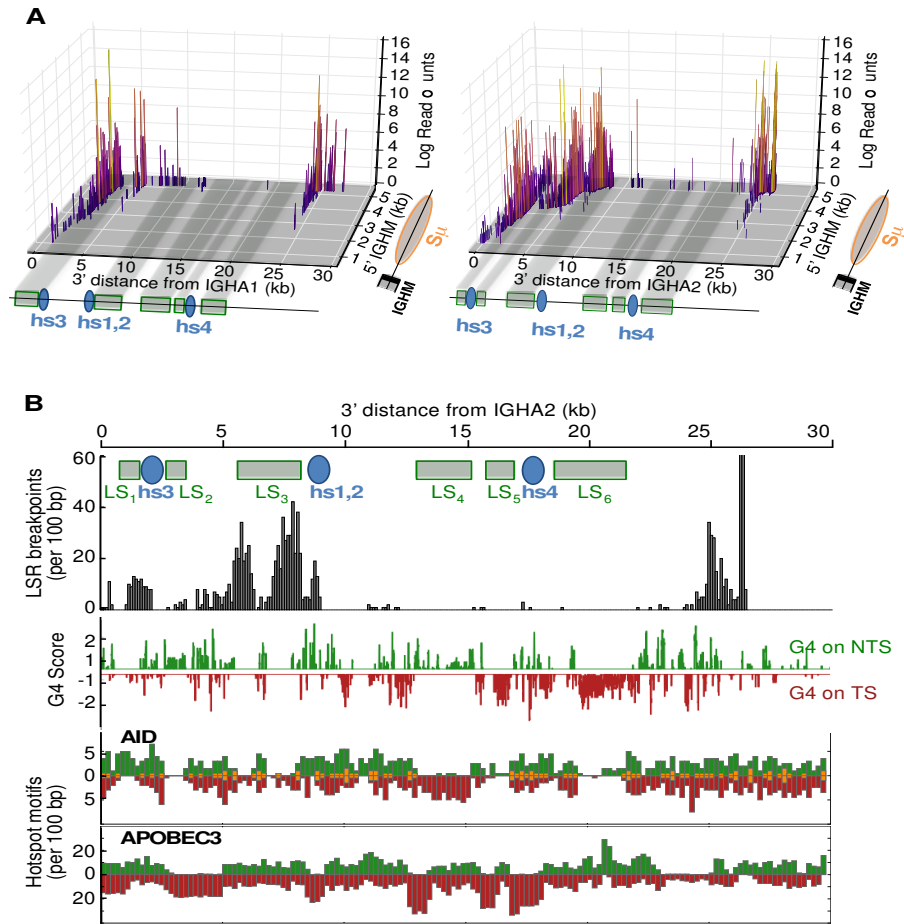 A
16
14
12
10
8
6
4
2
0
Log Read o unts
5
4
3
2
1
5' IGHM (kb)
Sμ
IGHM
0 5 10 15 20 25 30
3' distance from IGHA1 (kb)
hs3 hs1,2 hs4
16
14
12
10
8
6
4
2
0
Log Read o unts
5
4
3
2
1
5' IGHM (kb)
Sμ
IGHM
0 5 10 15 20 25 30
3' distance from IGHA2 (kb)
hs3 hs1,2 hs4
B
3' distance from IGHA2 (kb)
0 5 10 15 20 25 30
LSR breakpoints
(per 100 bp)
60
40
20
0
LS1 hs3 LS2 LS3 hs1,2 LS4 LS5 hs4 LS6
G4 Score
2
1
-1
-2
G4 on NTS
G4 on TS
Hotspot motifs
(per 100 bp)
AID
5
0
5
APOBEC3
20
0
20